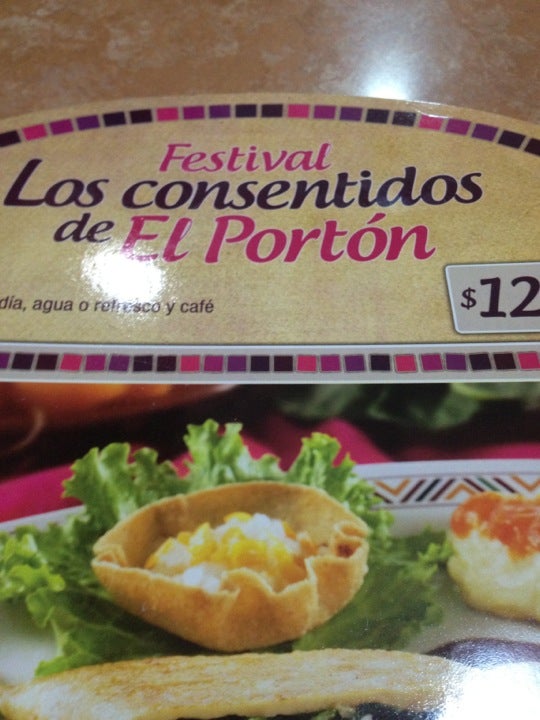 Festival
Los consentidos
de El Portón
$12
día, agua o refresco y café